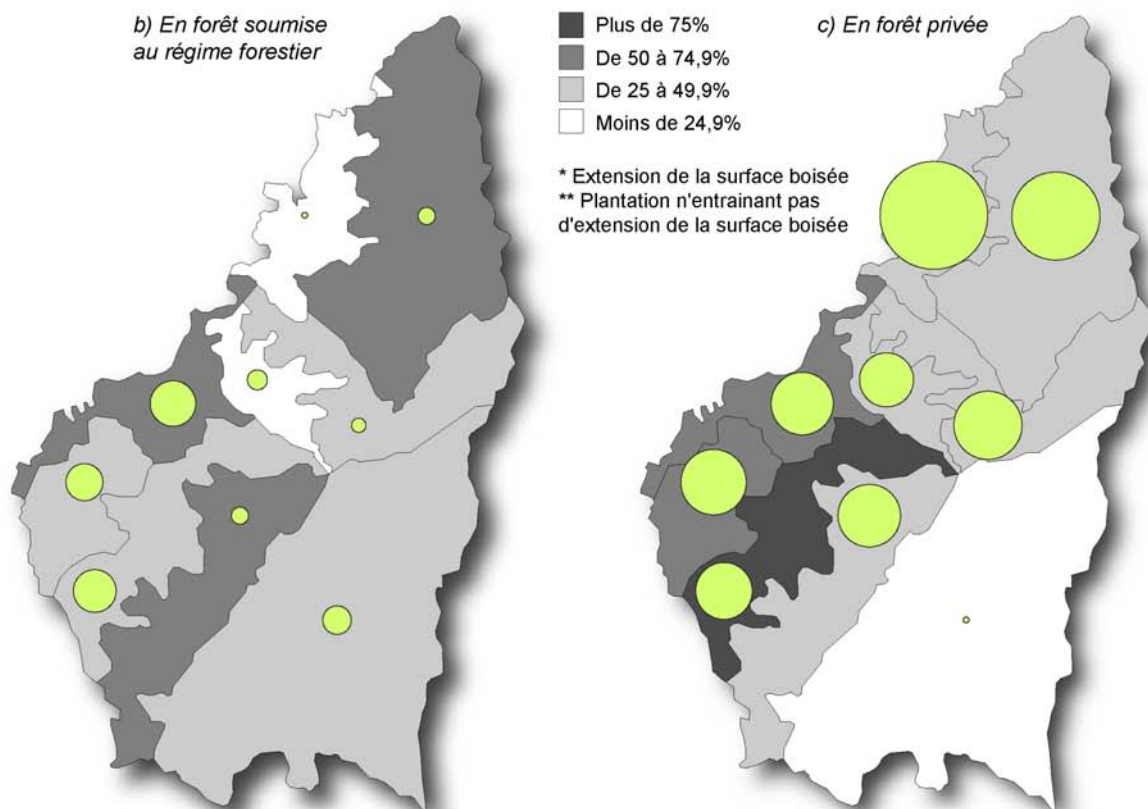 b) En forêt soumise
au régime forestier
Plus de 75%
De 50 à 74,9%
De 25 à 49,9%
Moins de 24,9%
* Extension de la surface boisée
** Plantation n'entrainant pas
d'extension de la surface boisée
c) En forêt privée